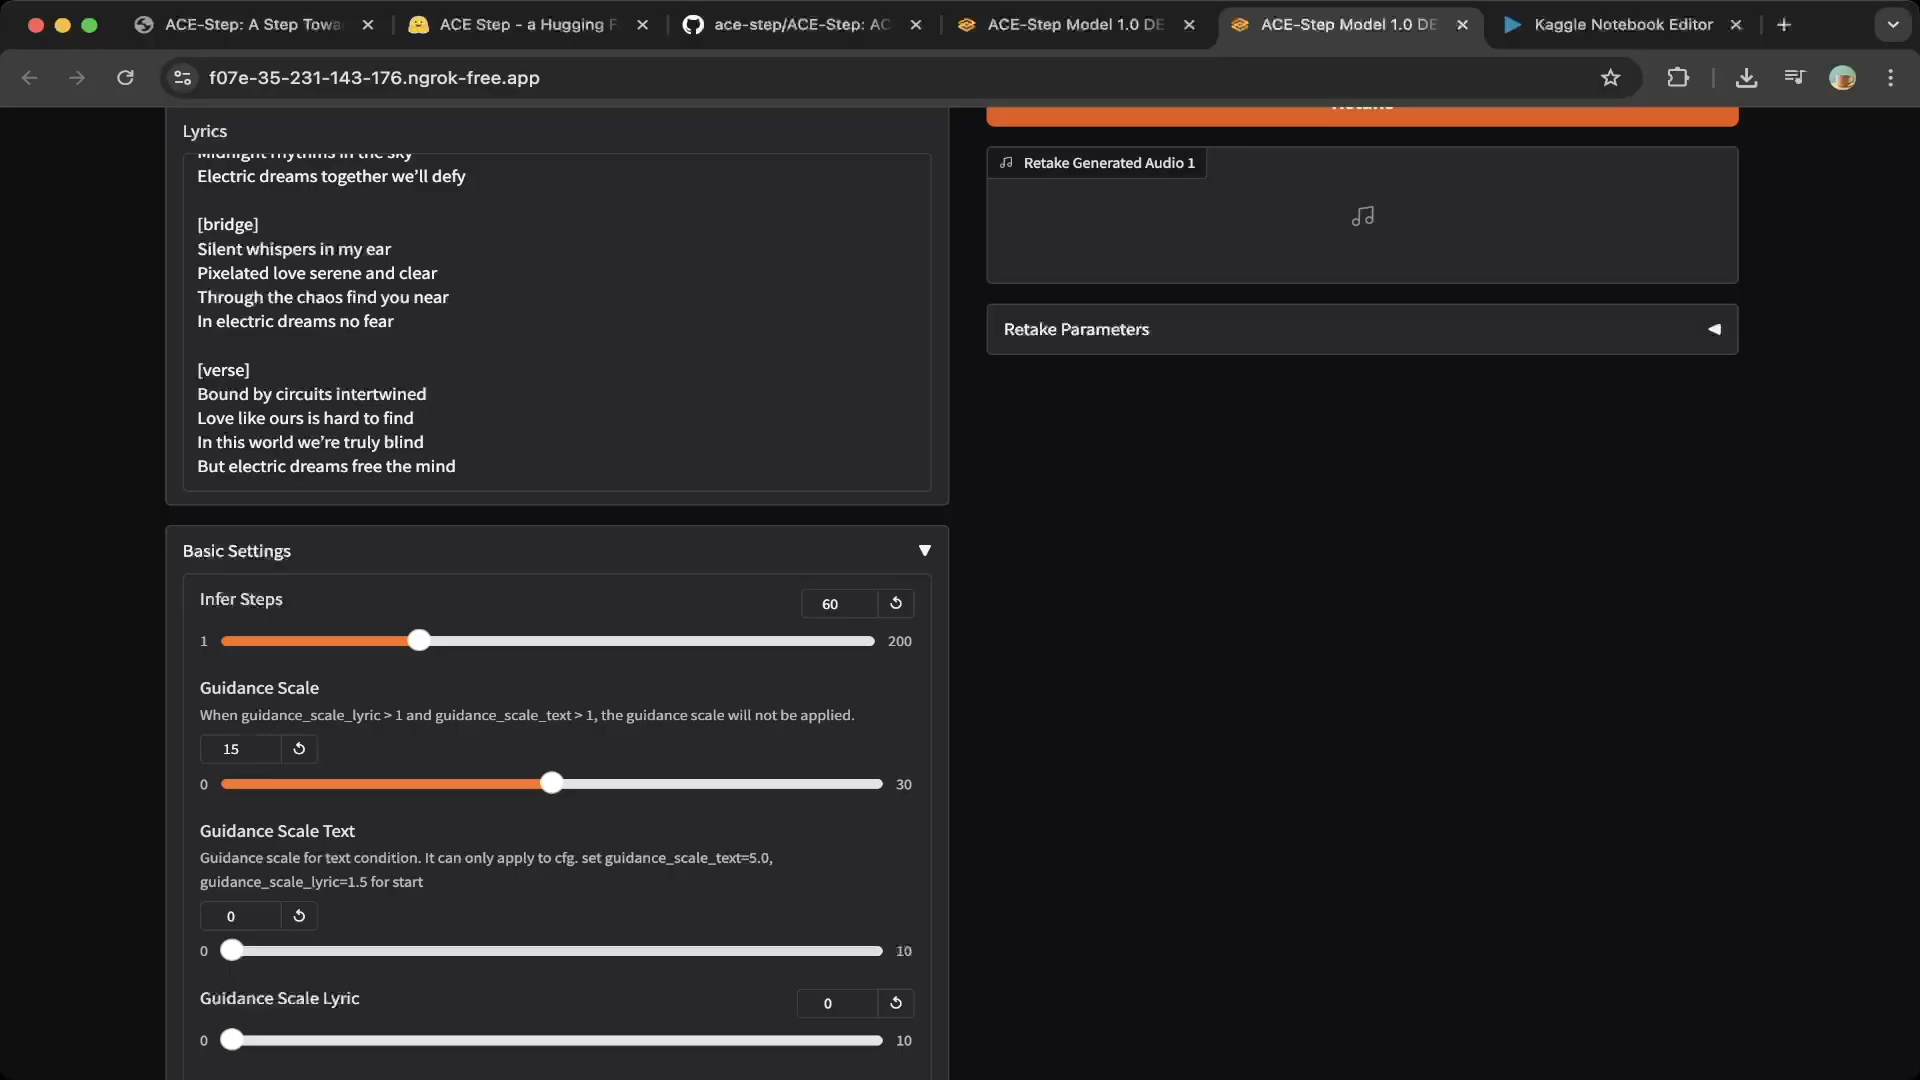 ACE-Step: A Step Towa
ACE Step - a Hugging F
ace-step/ACE-Step: AC
ACE-Step Model 1.0 DE
ACE-Step Model 1.0 DE
Kaggle Notebook Editor
f07e-35-231-143-176.ngrok-free.app
Lyrics
Midnight rhythms in the sky
Electric dreams together we’ll defy
[bridge]
Silent whispers in my ear
Pixelated love serene and clear
Through the chaos find you near
In electric dreams no fear
[verse]
Bound by circuits intertwined
Love like ours is hard to find
In this world we’re truly blind
But electric dreams free the mind
Basic Settings
Infer Steps
60
1
200
Guidance Scale
When guidance_scale_lyric > 1 and guidance_scale_text > 1, the guidance scale will not be applied.
15
0
30
Guidance Scale Text
Guidance scale for text condition. It can only apply to cfg. set guidance_scale_text=5.0,
guidance_scale_lyric=1.5 for start
0
0
10
Guidance Scale Lyric
0
0
10
Retake
Retake Generated Audio 1
Retake Parameters